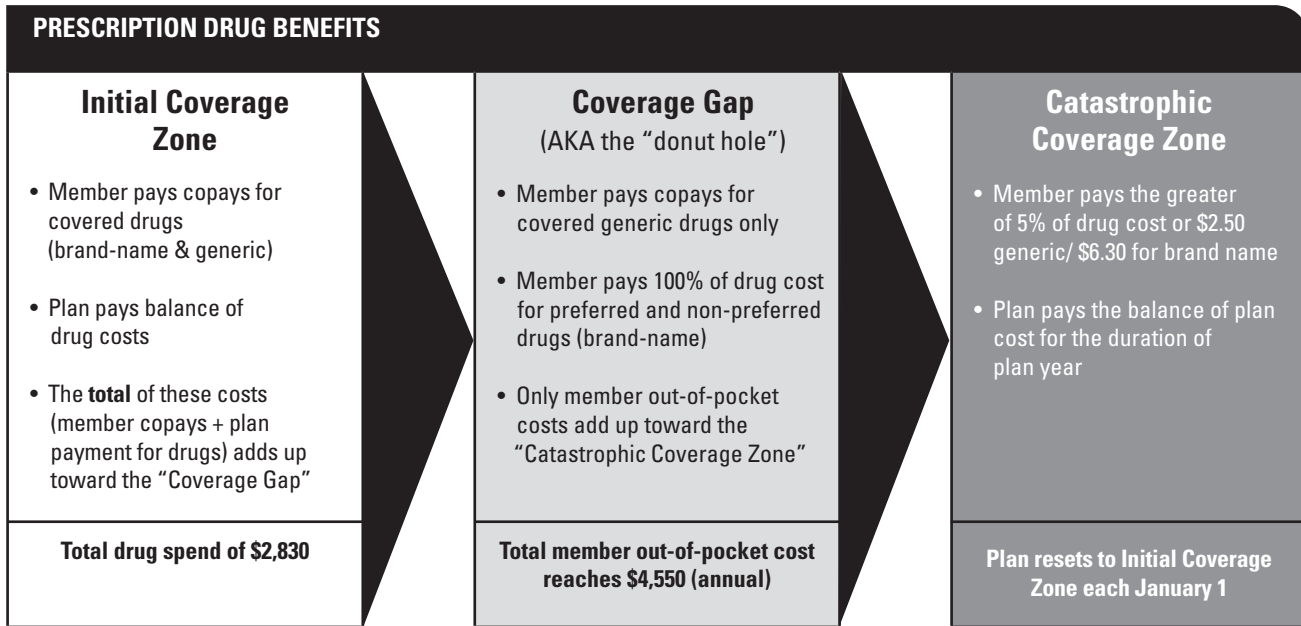 PRESCRIPTION DRUG BENEFITS
Initial Coverage
Zone
• Member pays copays for
covered drugs
(brand-name & generic)
• Plan pays balance of
drug costs
• The total of these costs
(member copays + plan
payment for drugs) adds up
toward the “Coverage Gap”
Total drug spend of $2,830
Coverage Gap
(AKA the “donut hole”)
• Member pays copays for
covered generic drugs only
• Member pays 100% of drug cost
for preferred and non-preferred
drugs (brand-name)
• Only member out-of-pocket
costs add up toward the
“Catastrophic Coverage Zone”
Total member out-of-pocket cost
reaches $4,550 (annual)
Catastrophic
Coverage Zone
• Member pays the greater
of 5% of drug cost or $2.50
generic/ $6.30 for brand name
• Plan pays the balance of plan
cost for the duration of
plan year
Plan resets to Initial Coverage
Zone each January 1